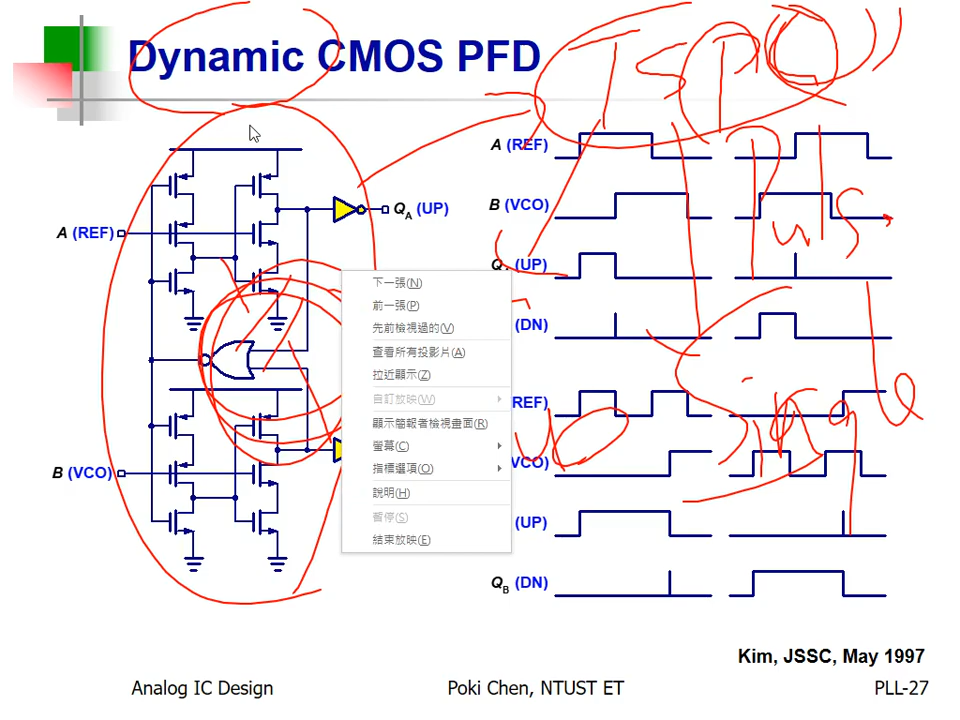 Dynamic CMOS PFD
A (REF)
B (VCO)
QA (UP)
A (REF)
B (VCO)
(UP)
(DN)
REF)
VCO)
(UP)
QB (DN)
下一張(N)
前一張(P)
先前檢視過的(V)
查看所有投影片(A)
拉近顯示(Z)
自訂放映(W)
顯示簡報者檢視畫面(R)
螢幕(C)
指標選項(O)
說明(H)
暫停(S)
結束放映(E)
single
Kim, JSSC, May 1997
Analog IC Design
Poki Chen, NTUST ET
PLL-27